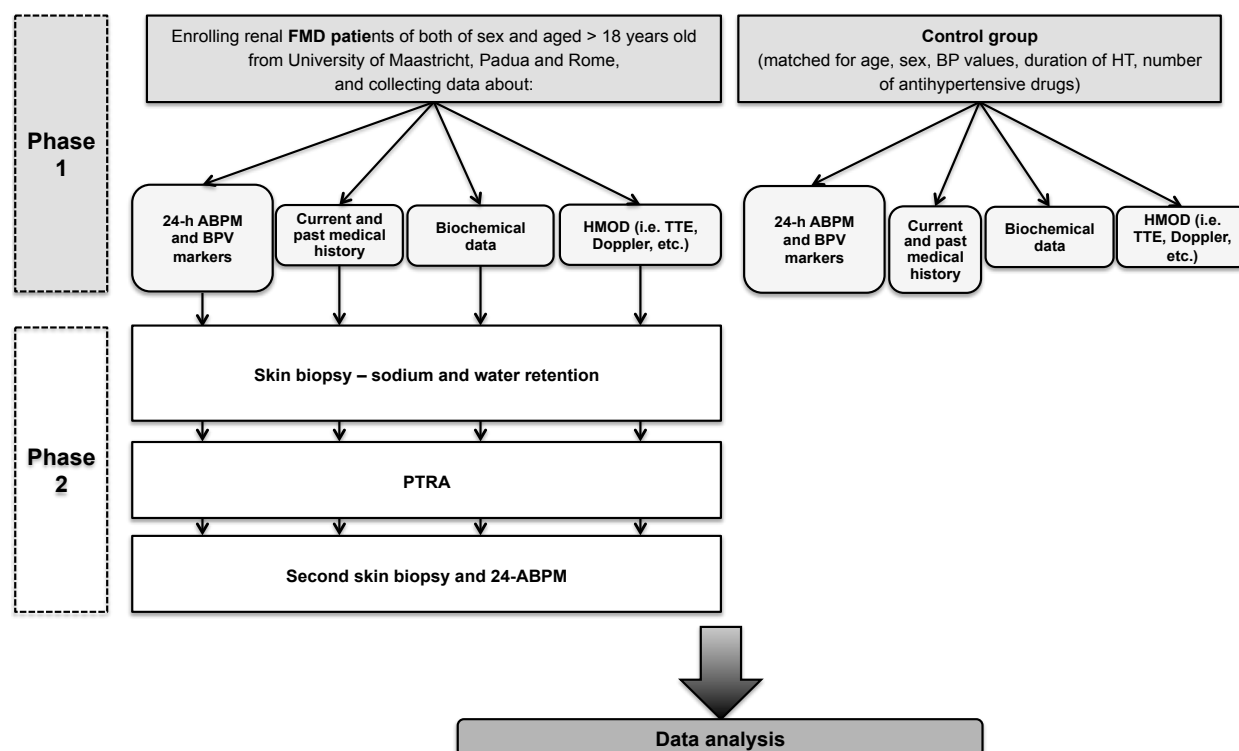 Phase
1
Enrolling renal FMD patients of both of sex and aged > 18 years old
from University of Maastricht, Padua and Rome,
and collecting data about:
Control group
(matched for age, sex, BP values, duration of HT, number
of antihypertensive drugs)
24-h ABPM
and BPV
markers
Current and
past medical
history
Biochemical
data
HMOD (i.e. TTE,
Doppler, etc.)
24-h ABPM
and BPV
markers
Current
and past
medical
history
Biochemical
data
HMOD (i.e.
TTE, Doppler,
etc.)
Phase
2
Skin biopsy – sodium and water retention
PTRA
Second skin biopsy and 24-ABPM
Data analysis